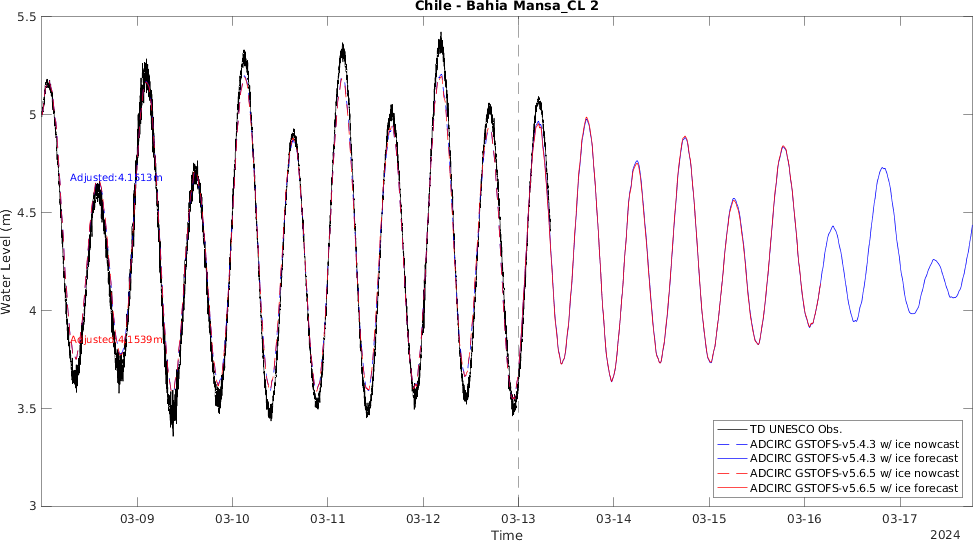 Chile - Bahia Mansa_CL 2
5.5
5
4.5
4
3.5
3
Water Level (m)
Adjusted:4.1513m
Adjusted:4.1539m
TD UNESCO Obs.
ADCIRC GSTOFS-v5.4.3 w/ ice nowcast
ADCIRC GSTOFS-v5.4.3 w/ ice forecast
ADCIRC GSTOFS-v5.6.5 w/ ice nowcast
ADCIRC GSTOFS-v5.6.5 w/ ice forecast
03-09 03-10 03-11 03-12 03-13 03-14 03-15 03-16 03-17
Time
2024